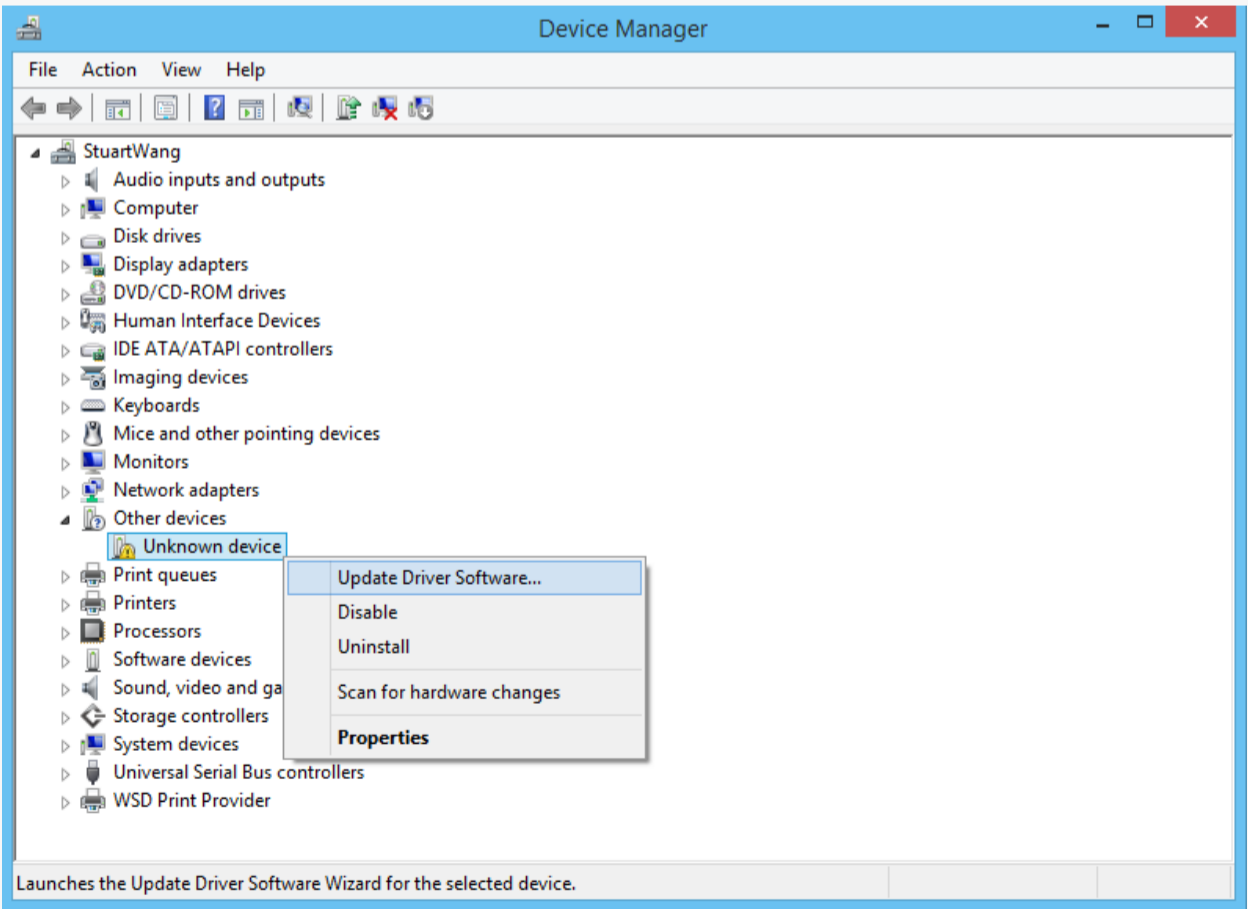 Device Manager
File Action View Help
StuartWang
Audio inputs and outputs
Computer
Disk drives
Display adapters
DVD/CD-ROM drives
Human Interface Devices
IDE ATA/ATAPI controllers
Imaging devices
Keyboards
Mice and other pointing devices
Monitors
Network adapters
Other devices
Unknown device
Print queues
Printers
Processors
Software devices
Sound, video and ga
Storage controllers
System devices
Universal Serial Bus controllers
WSD Print Provider
Update Driver Software...
Disable
Uninstall
Scan for hardware changes
Properties
Launches the Update Driver Software Wizard for the selected device.